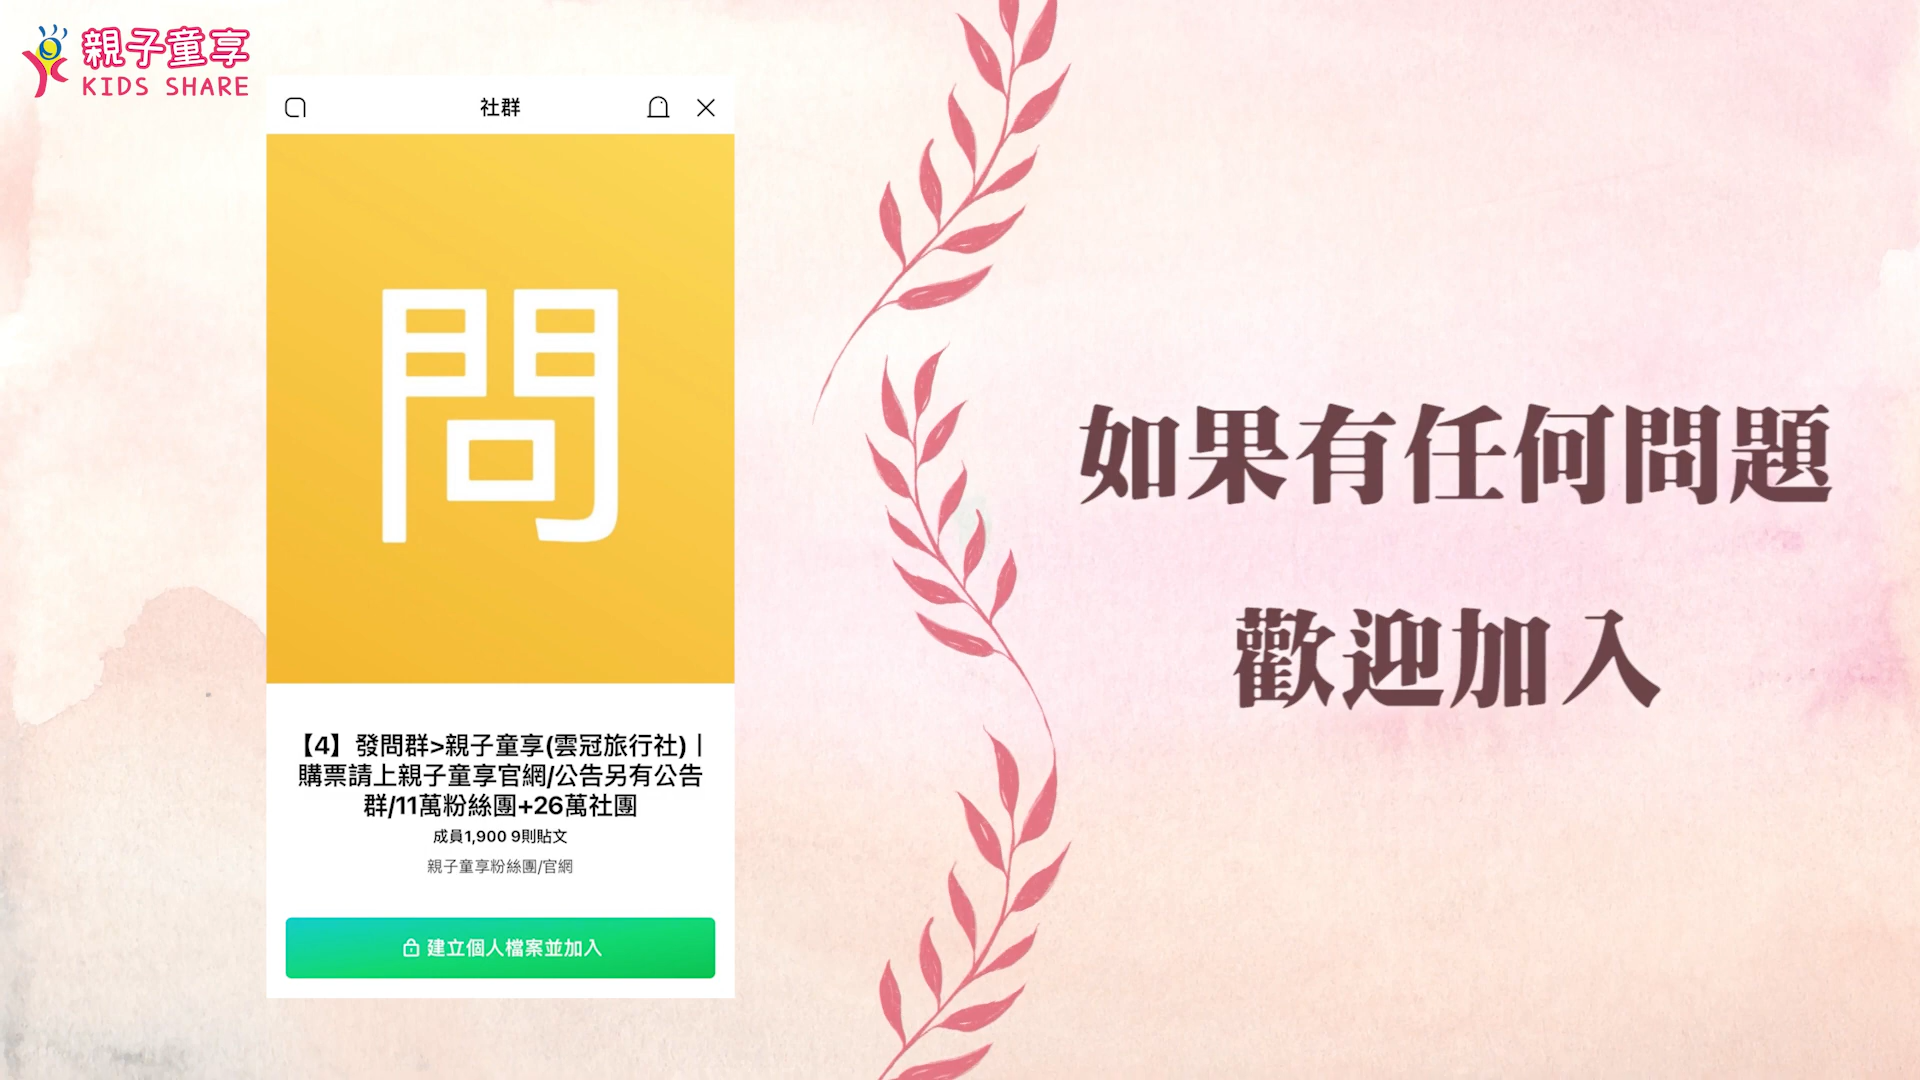 親子童享
KIDS SHARE
社群
問
【4】發問群>親子童享(雲冠旅行社)｜
購票請上親子童享官網/公告另有公告
群/11萬粉絲團+26萬社團
成員1,900 9則貼文
親子童享粉絲團/官網
建立個人檔案並加入
如果有任何問題
歡迎加入